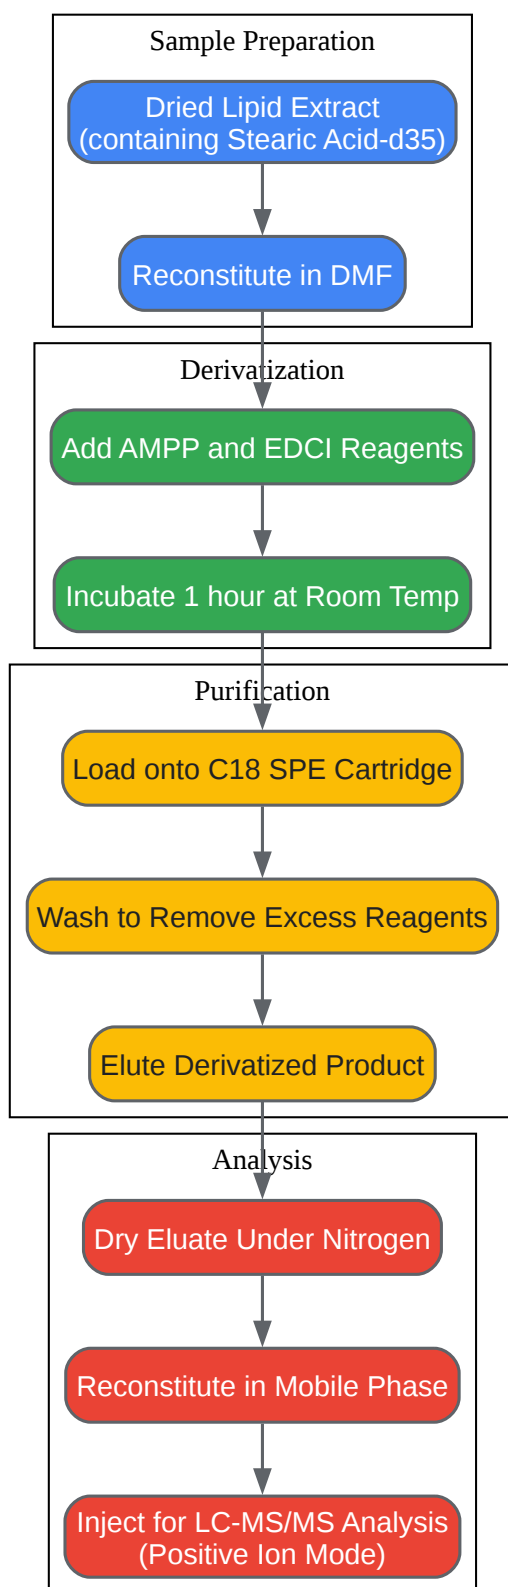 Sample Preparation
Dried Lipid Extract
(containing Stearic Acid-d35)
Reconstitute in DMF
Derivatization
Add AMPP and EDCI Reagents
Incubate 1 hour at Room Temp
Purification
Load onto C18 SPE Cartridge
Wash to Remove Excess Reagents
Elute Derivatized Product
Analysis
Dry Eluate Under Nitrogen
Reconstitute in Mobile Phase
Inject for LC-MS/MS Analysis
(Positive Ion Mode)